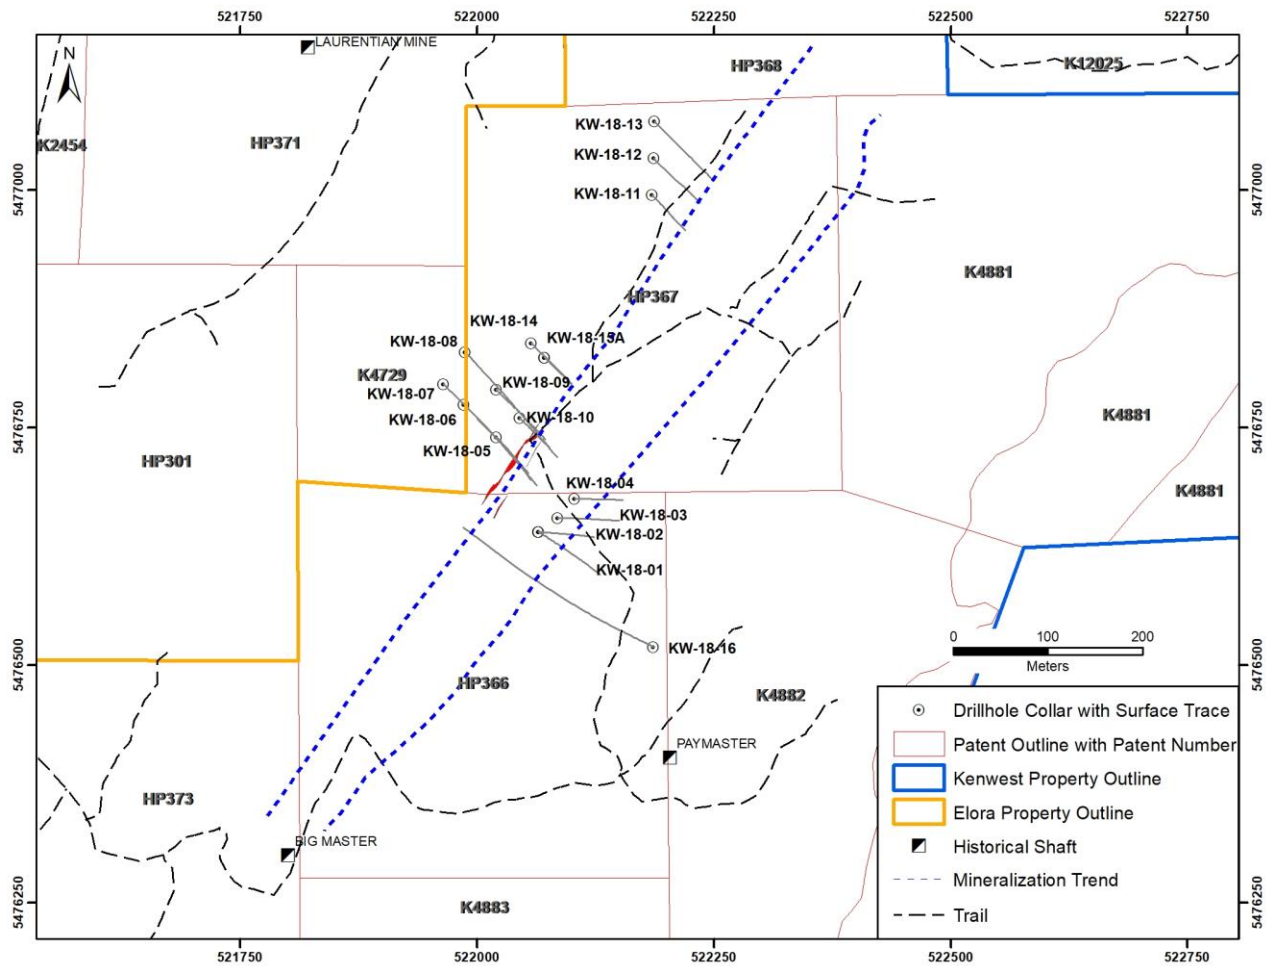 521750
522000
522250
522500
522750
N
LAURENTIAN MINE
HP368
K12025
K2454
HP371
KW-18-13
KW-18-12
KW-18-11
5477000
5477000
K4881
HP367
KW-18-14
KW-18-15A
KW-18-08
K4729
KW-18-09
KW-18-07
KW-18-06
KW-18-10
K4881
5476750
5476750
KW-18-05
HP301
KW-18-04
K4881
KW-18-03
KW-18-02
KW-18-01
0
100
200
Meters
KW-18-16
5476500
5476500
HP366
K4882
PAYMASTER
HP373
BIG MASTER
K4883
5476250
5476250
Drillhole Collar with Surface Trace
Patent Outline with Patent Number
Kenwest Property Outline
Elora Property Outline
Historical Shaft
Mineralization Trend
Trail
521750
522000
522250
522500
522750